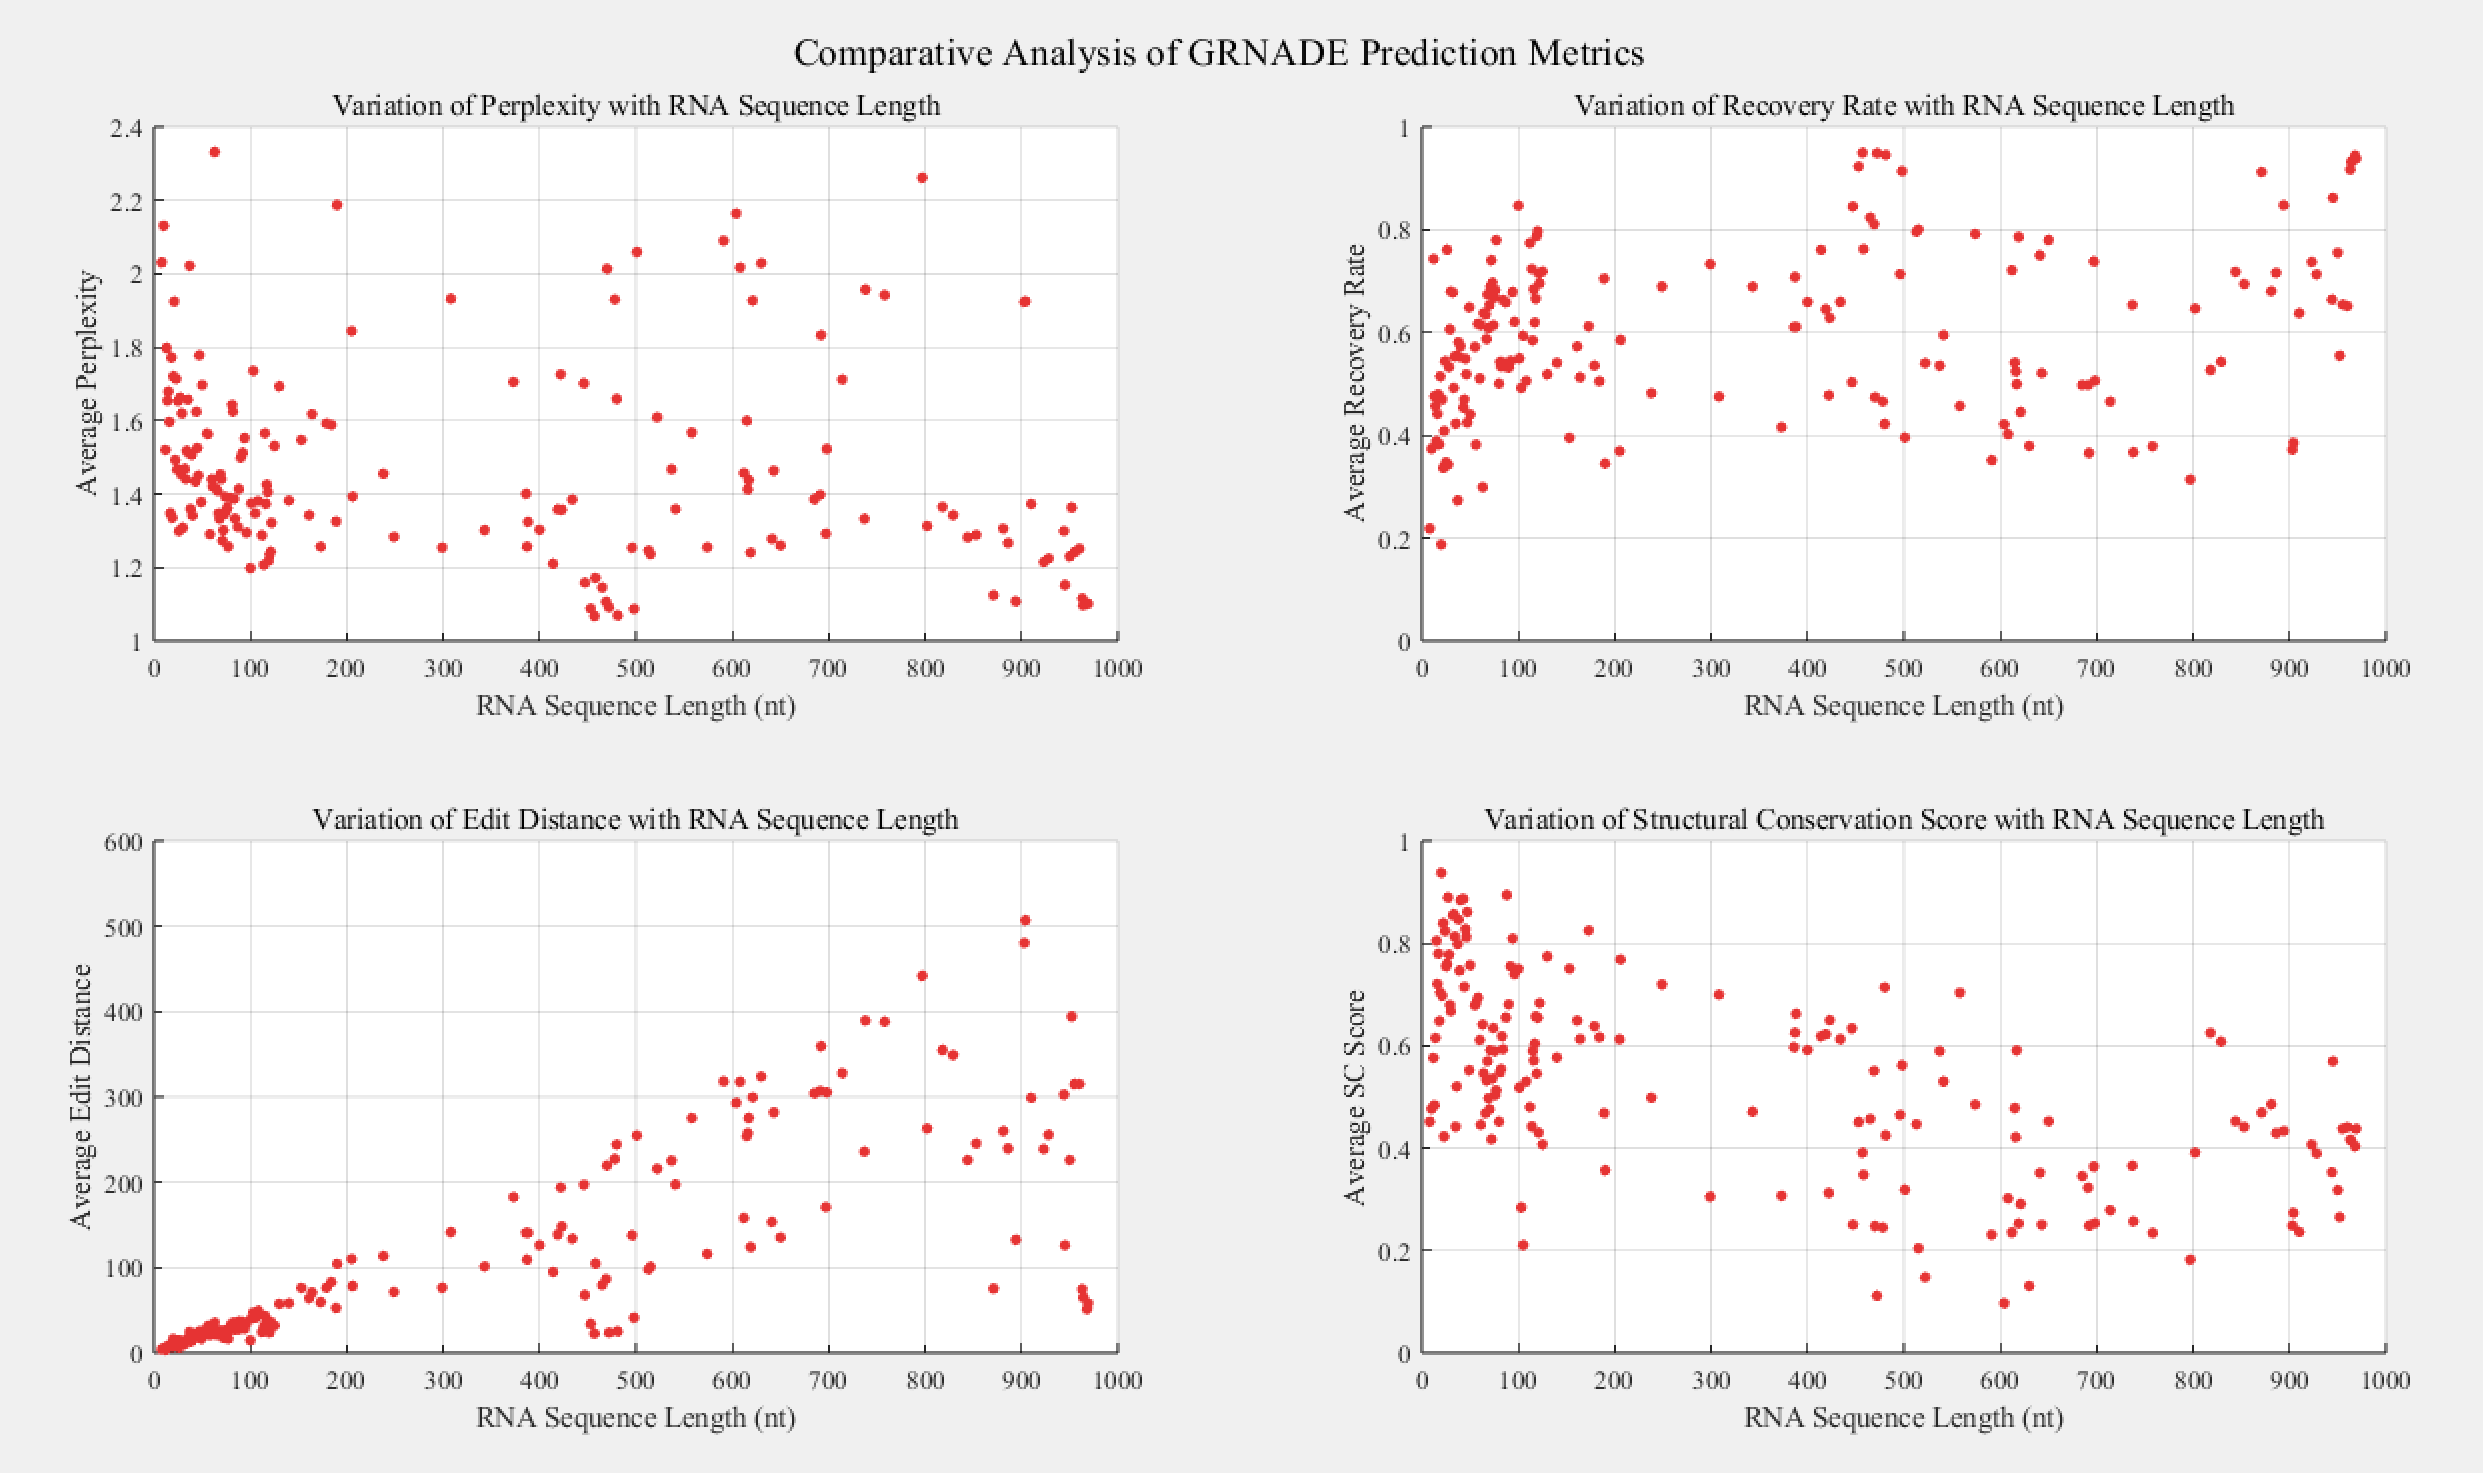 Comparative Analysis of GRNADE Prediction Metrics
Variation of Perplexity with RNA Sequence Length
2.4
2.2
2
1.8
1.6
1.4
1.2
1
Average Perplexity
0 100 200 300 400 500 600 700 800 900 1000
RNA Sequence Length (nt)
Variation of Recovery Rate with RNA Sequence Length
1
0.8
0.6
0.4
0.2
0
Average Recovery Rate
0 100 200 300 400 500 600 700 800 900 1000
RNA Sequence Length (nt)
Variation of Edit Distance with RNA Sequence Length
600
500
400
300
200
100
0
Average Edit Distance
0 100 200 300 400 500 600 700 800 900 1000
RNA Sequence Length (nt)
Variation of Structural Conservation Score with RNA Sequence Length
1
0.8
0.6
0.4
0.2
0
Average SC Score
0 100 200 300 400 500 600 700 800 900 1000
RNA Sequence Length (nt)